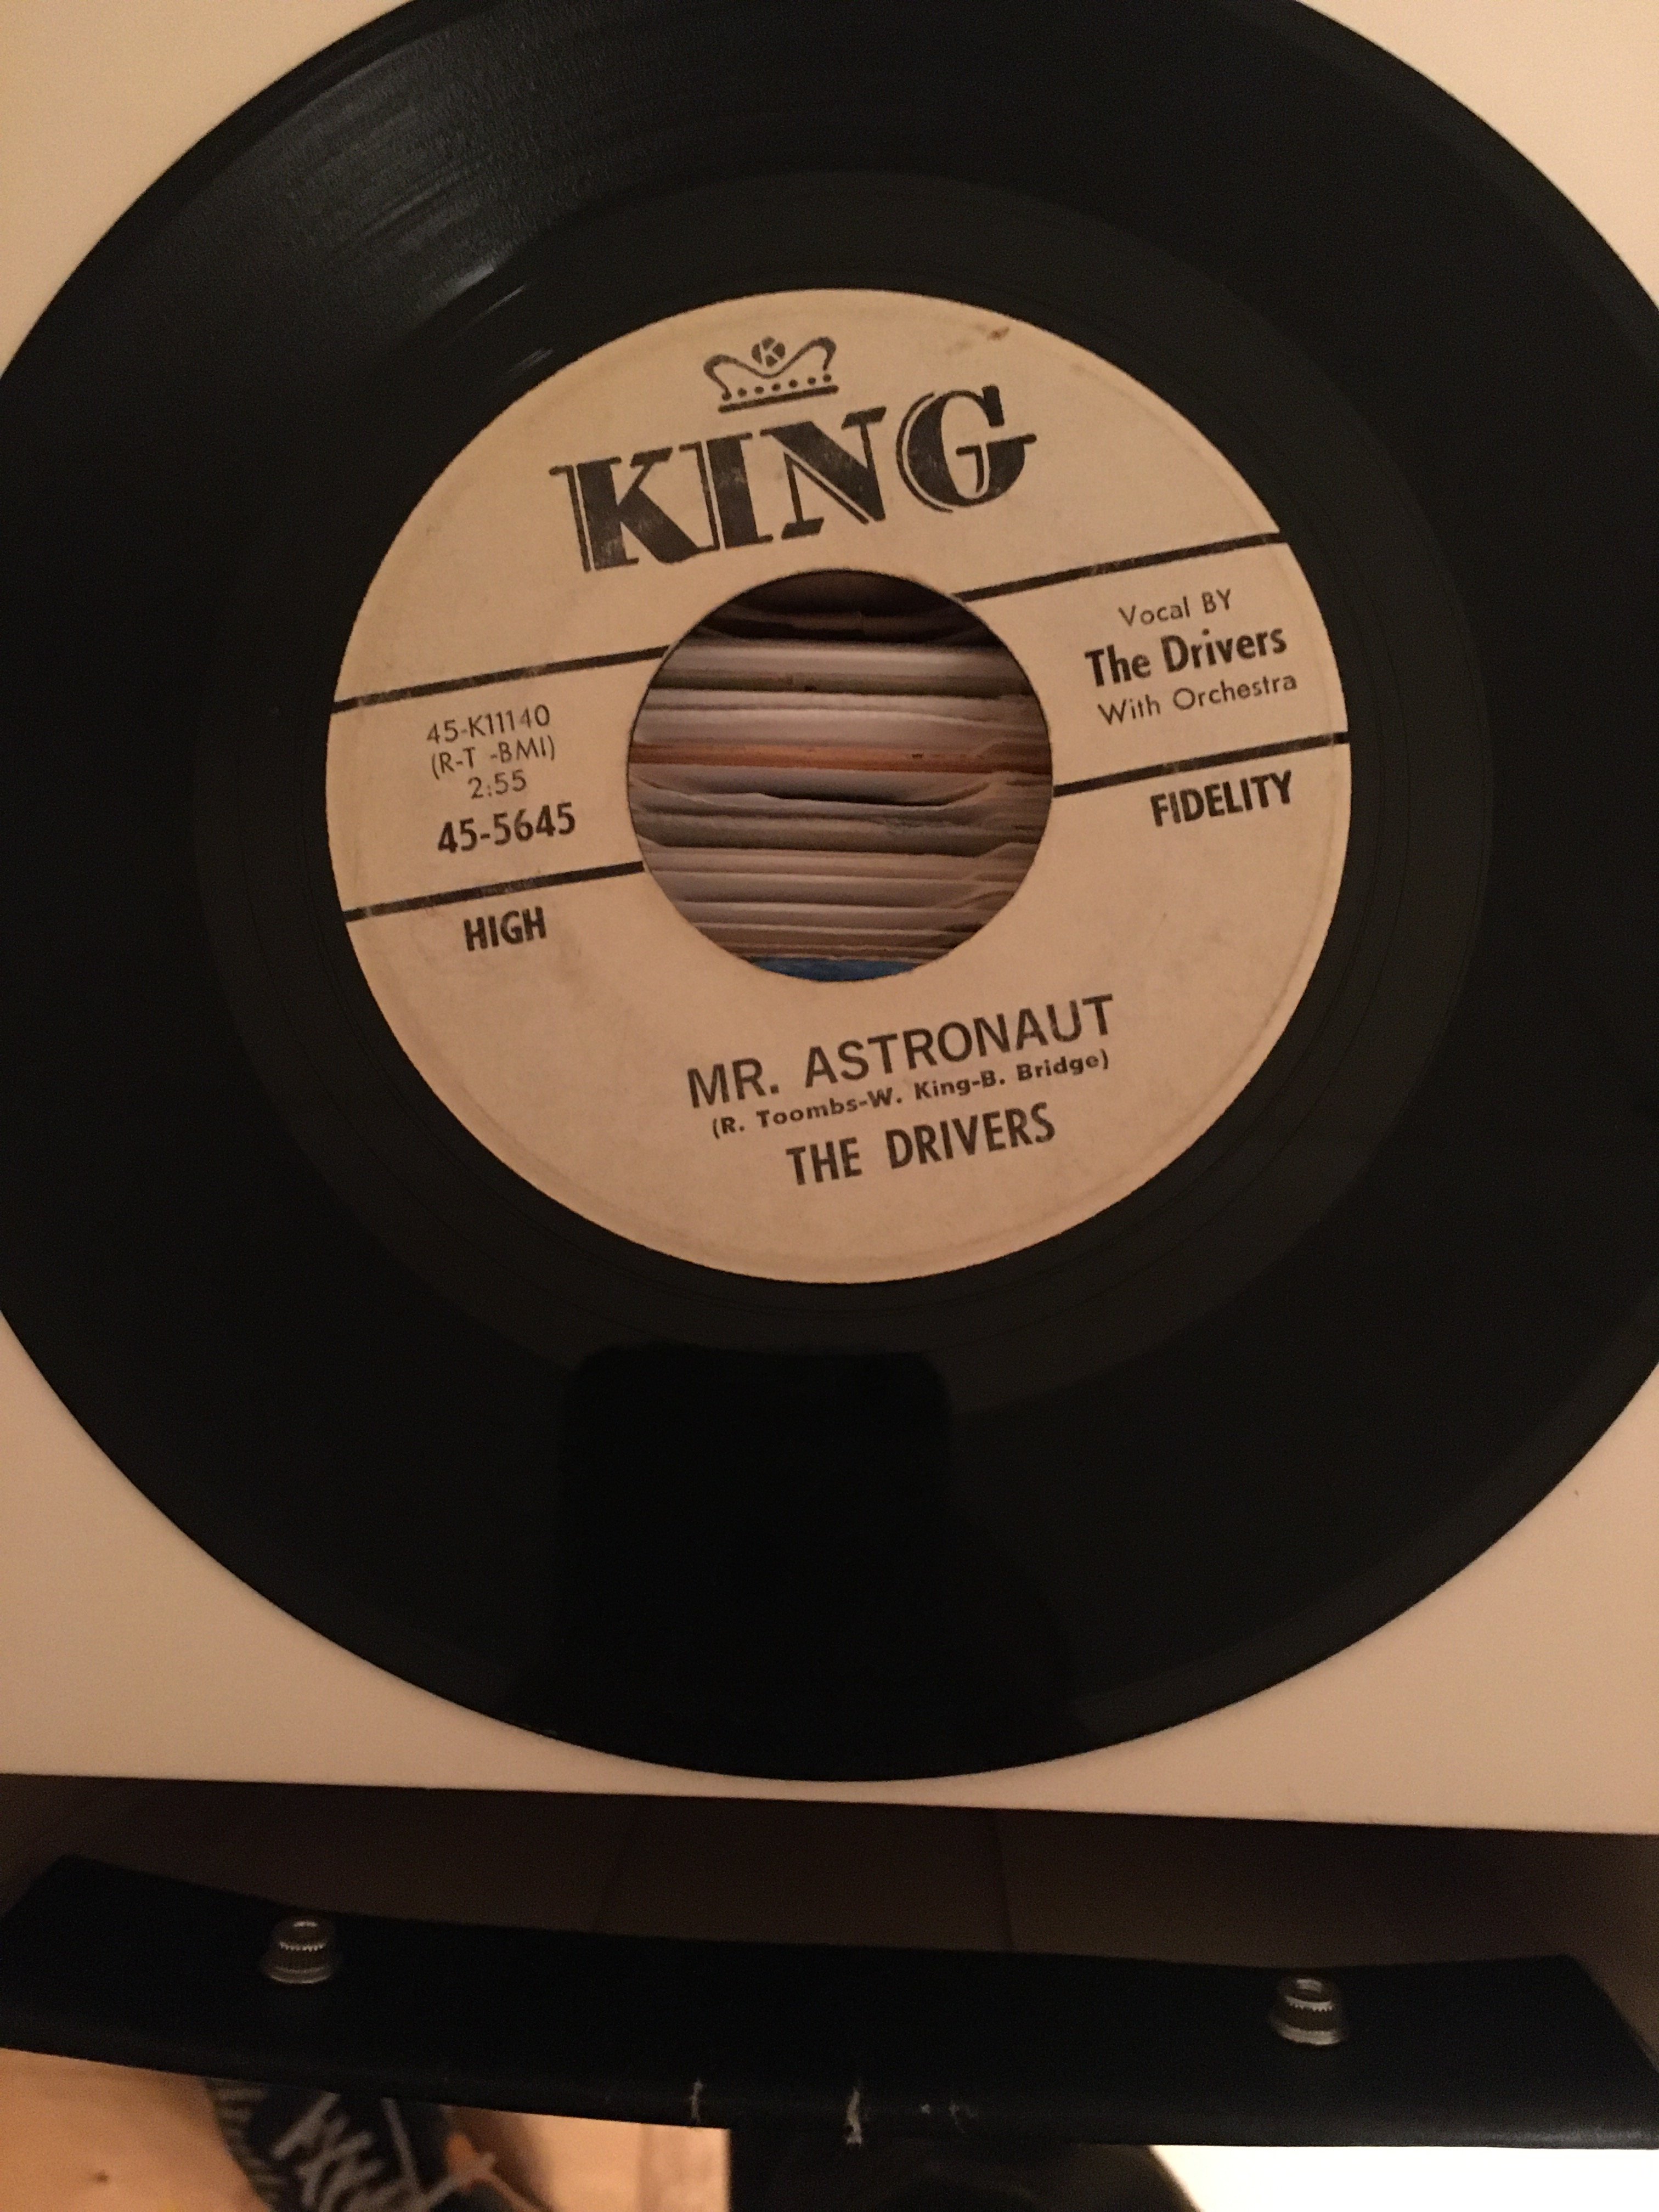 K
KING
Vocal BY
The Drivers
With Orchestra
45-K11140
(R-T -BMI)
2:55
45-5645
HIGH
FIDELITY
MR. ASTRONAUT
(R. Toombs-W. King-B. Bridge)
THE DRIVERS